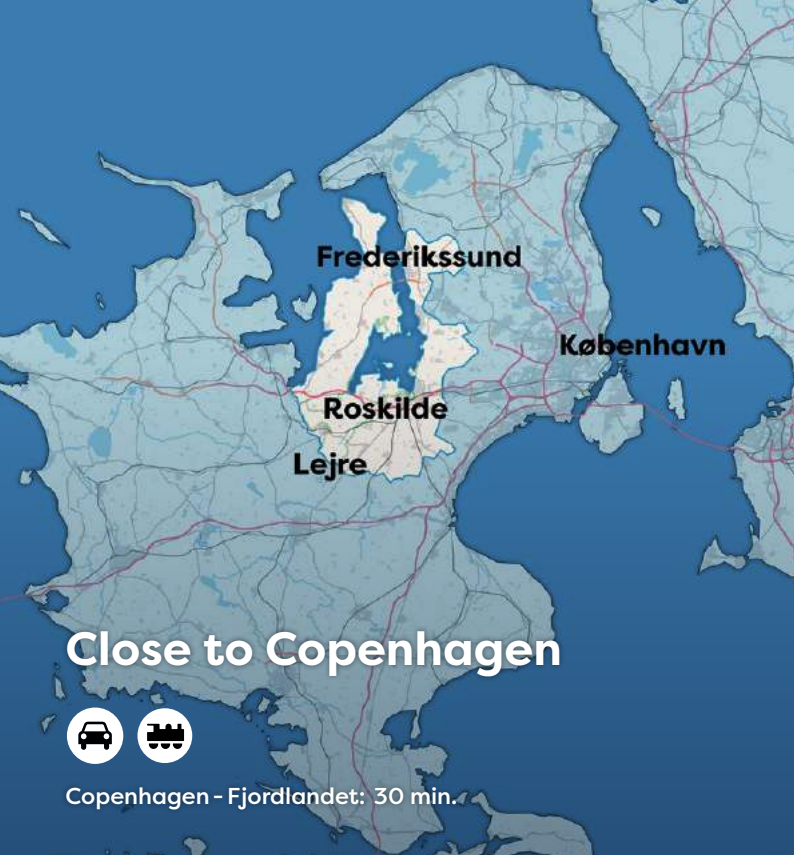 Frederikssund
København
Roskilde
Lejre
Close to Copenhagen
Copenhagen - Fjordlandet: 30 min.